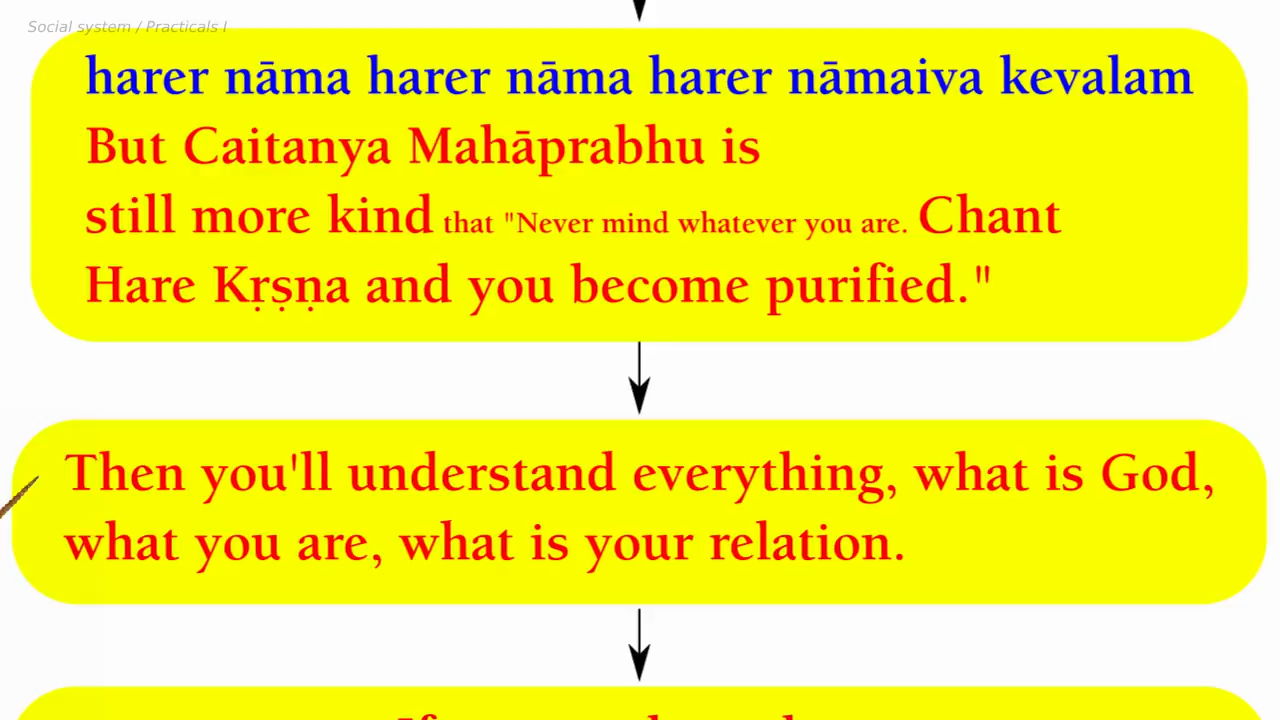 Social system / Practicals I
harer nāma harer nāma harer nāmaiva kevalam
But Caitanya Mahāprabhu is
still more kind that "Never mind whatever you are. Chant
Hare Kṛṣṇa and you become purified."
Then you'll understand everything, what is God,
what you are, what is your relation.